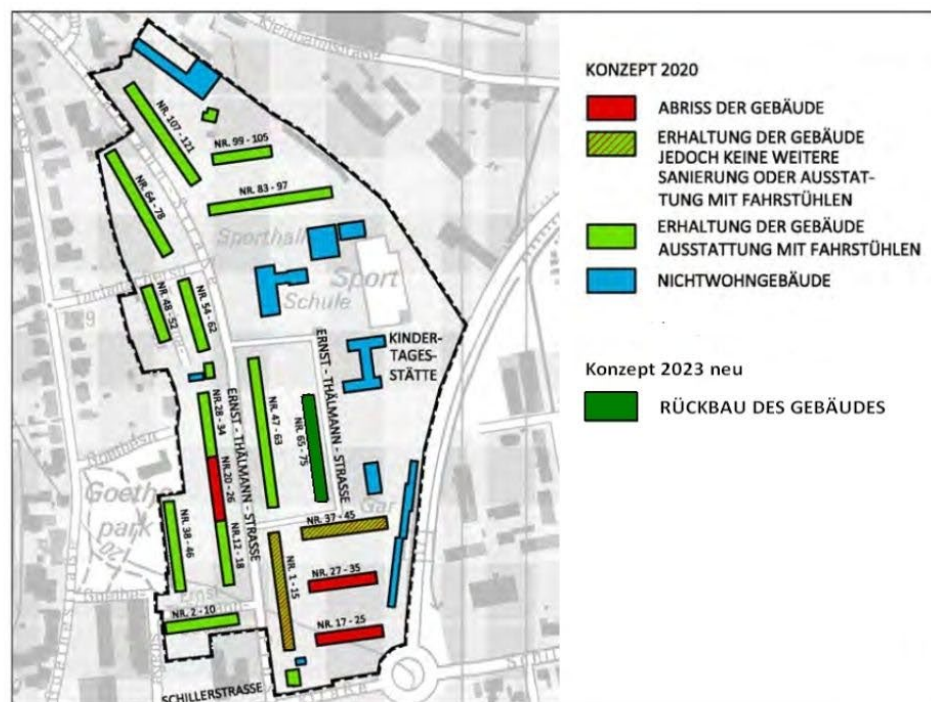 KONZEPT 2020
ABRISS DER GEBÄUDE
ERHALTUNG DER GEBÄUDE
JEDOCH KEINE WEITERE
SANIERUNG ODER AUSSTAT-
TUNG MIT FAHRSTÜHLEN
ERHALTUNG DER GEBÄUDE
AUSSTATTUNG MIT FAHRSTÜHLEN
NICHTWOHNGEBÄUDE
Konzept 2023 neu
RÜCKBAU DES GEBÄUDES
NR. 107 - 121
NR. 99 - 105
NR. 64 - 78
NR. 83 - 97
Sporthall
Sport
Schule
NR. 48 - 52
NR. 54 - 62
KINDER-
TAGES-
STÄTTE
ERNST - THÄLMANN - STRASSE
ERNST - THÄLMANN - STRASSE
NR. 28 - 34
NR. 47 - 63
NR. 65 - 75
NR. 20 - 26
Goethe
park
Gar
NR. 37 - 45
NR. 38 - 46
NR. 12 - 18
NR. 1 - 15
NR. 27 - 35
NR. 2 - 10
NR. 17 - 25
SCHILLERSTRASSE